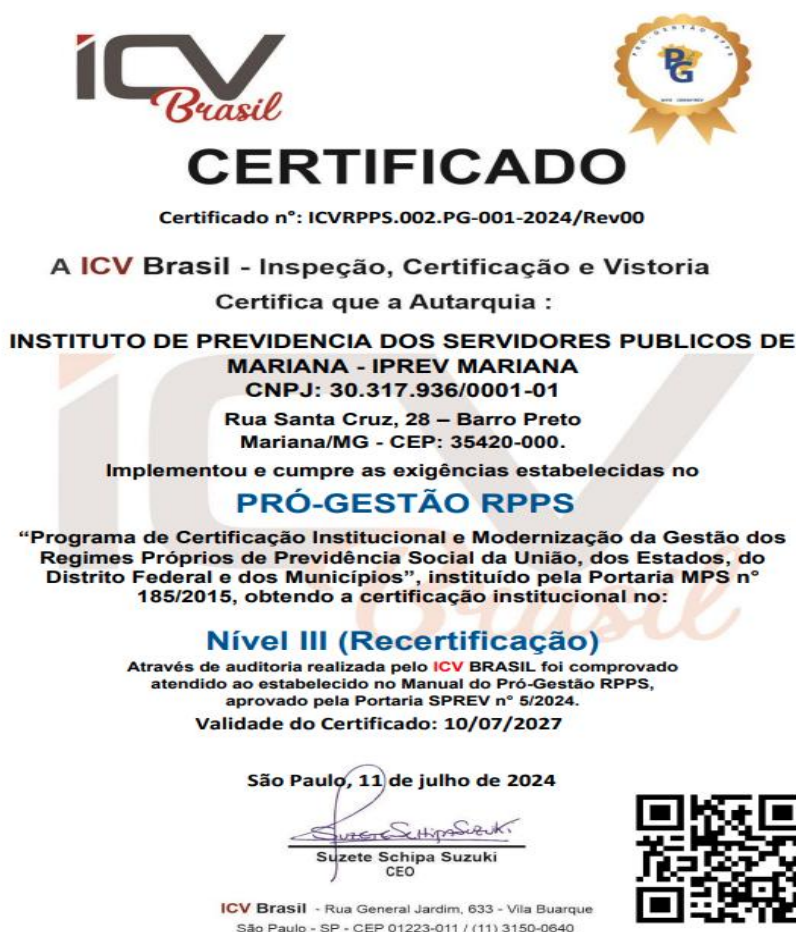 ICV
Brasil
PRÓ-GESTÃO RPPS
PG
CERTIFICADO
Certificado n°: ICVRPPS.002.PG-001-2024/Rev00
A ICV Brasil - Inspeção, Certificação e Vistoria
Certifica que a Autarquia :
INSTITUTO DE PREVIDENCIA DOS SERVIDORES PUBLICOS DE
MARIANA - IPREV MARIANA
CNPJ: 30.317.936/0001-01
Rua Santa Cruz, 28 – Barro Preto
Mariana/MG - CEP: 35420-000.
Implementou e cumpre as exigências estabelecidas no
PRÓ-GESTÃO RPPS
“Programa de Certificação Institucional e Modernização da Gestão dos
Regimes Próprios de Previdência Social da União, dos Estados, do
Distrito Federal e dos Municípios”, instituído pela Portaria MPS n°
185/2015, obtendo a certificação institucional no:
Nível III (Recertificação)
Através de auditoria realizada pelo ICV BRASIL foi comprovado
atendido ao estabelecido no Manual do Pró-Gestão RPPS,
aprovado pela Portaria SPREV n° 5/2024.
Validade do Certificado: 10/07/2027
São Paulo, 11 de julho de 2024
Suzete Schipa Suzuki
Suzete Schipa Suzuki
CEO
ICV Brasil - Rua General Jardim, 633 - Vila Buarque
São Paulo - SP - CEP 01223-011 / (11) 3150-0640